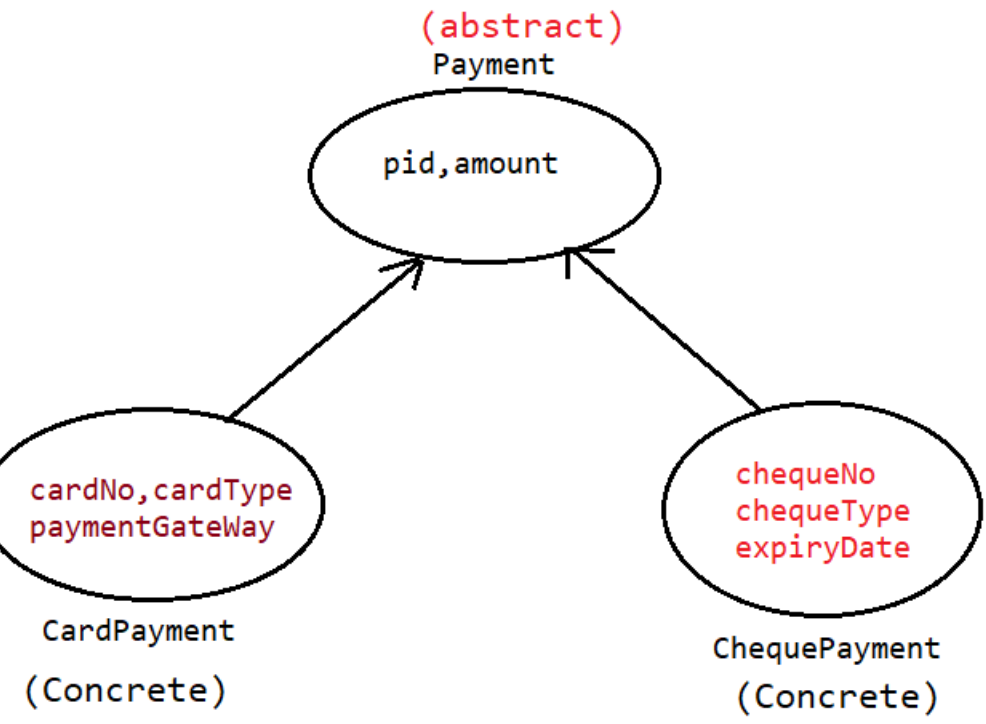 (abstract)
Payment
pid,amount
cardNo,cardType
paymentGateWay
CardPayment
(Concrete)
chequeNo
chequeType
expiryDate
ChequePayment
(Concrete)